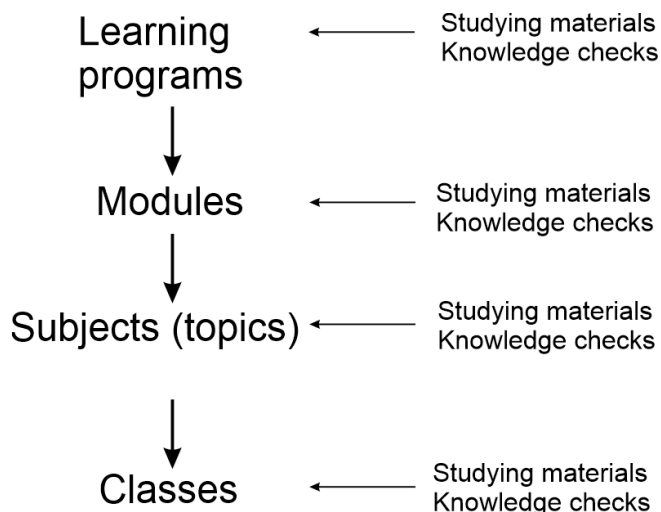 Learning
programs
Studying materials
Knowledge checks
Modules
Studying materials
Knowledge checks
Subjects (topics)
Studying materials
Knowledge checks
Classes
Studying materials
Knowledge checks